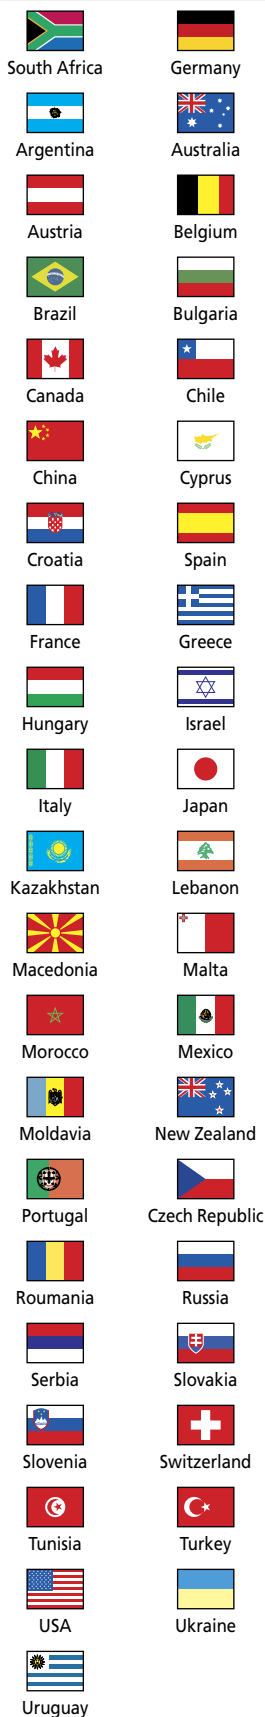 South Africa
Germany
Argentina
Australia
Austria
Belgium
Brazil
Bulgaria
Canada
Chile
China
Cyprus
Croatia
Spain
France
Greece
Hungary
Israel
Italy
Japan
Kazakhstan
Lebanon
Macedonia
Malta
Morocco
Mexico
Moldavia
New Zealand
Portugal
Czech Republic
Roumania
Russia
Serbia
Slovakia
Slovenia
Switzerland
Tunisia
Turkey
USA
Ukraine
Uruguay